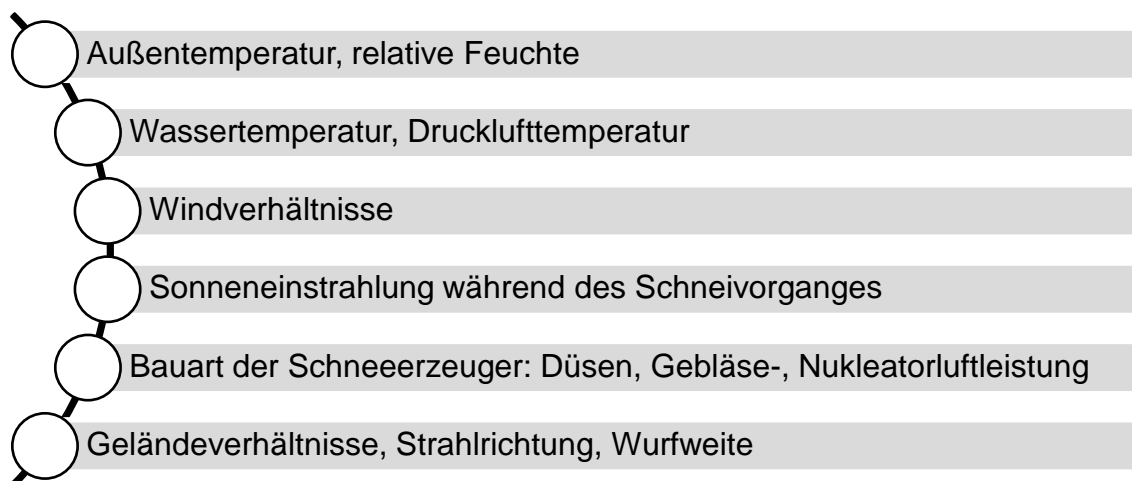 Außentemperatur, relative Feuchte
Wassertemperatur, Drucklufttemperatur
Windverhältnisse
Sonneneinstrahlung während des Schneivorganges
Bauart der Schneeerzeuger: Düsen, Gebläse-, Nukleatorluftleistung
Geländeverhältnisse, Strahlrichtung, Wurfweite